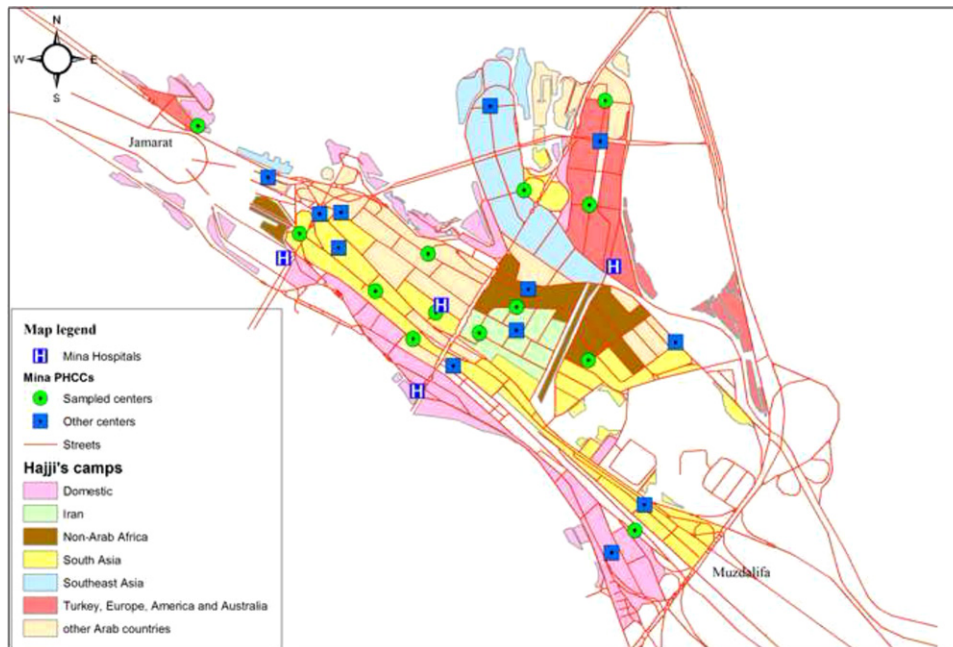 N
W E
S
Jamarat
H
H
H
H
Map legend
H Mina Hospitals
Mina PHCCs
Sampled centers
Other centers
Streets
Hajji's camps
Domestic
Iran
Non-Arab Africa
South Asia
Southeast Asia
Turkey, Europe, America and Australia
other Arab countries
Muzdalifa